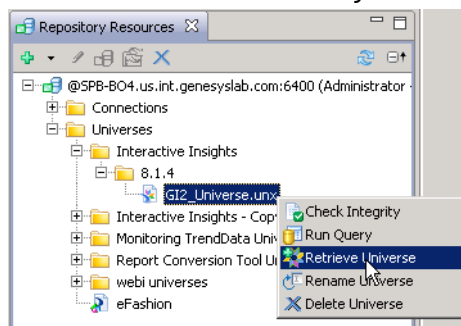 Repository Resources
@SPB-BO4.us.int.genesyslab.com:6400 (Administrator -
Connections
Universes
Interactive Insights
8.1.4
GI2_Universe.unx
Check Integrity
Interactive Insights - Cop
Run Query
Monitoring TrendData Uni
Retrieve Universe
Report Conversion Tool U
Rename Universe
webi universes
Delete Universe
eFashion